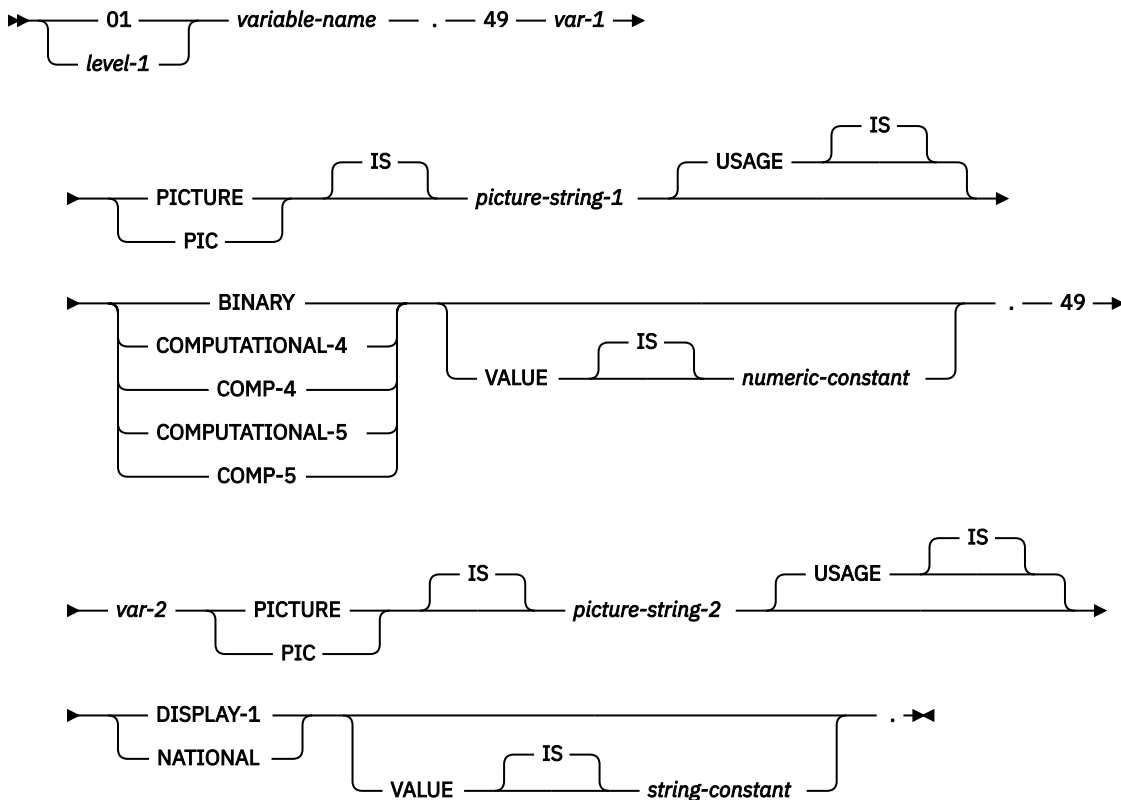 01 variable-name . 49 var-1
level-1
IS
IS USAGE
PICTURE picture-string-1
PIC
BINARY . 49
COMPUTATIONAL-4 IS
COMP-4 VALUE numeric-constant
COMPUTATIONAL-5
COMP-5
IS
IS USAGE
var-2 PICTURE picture-string-2
PIC
DISPLAY-1 .
NATIONAL IS
VALUE string-constant